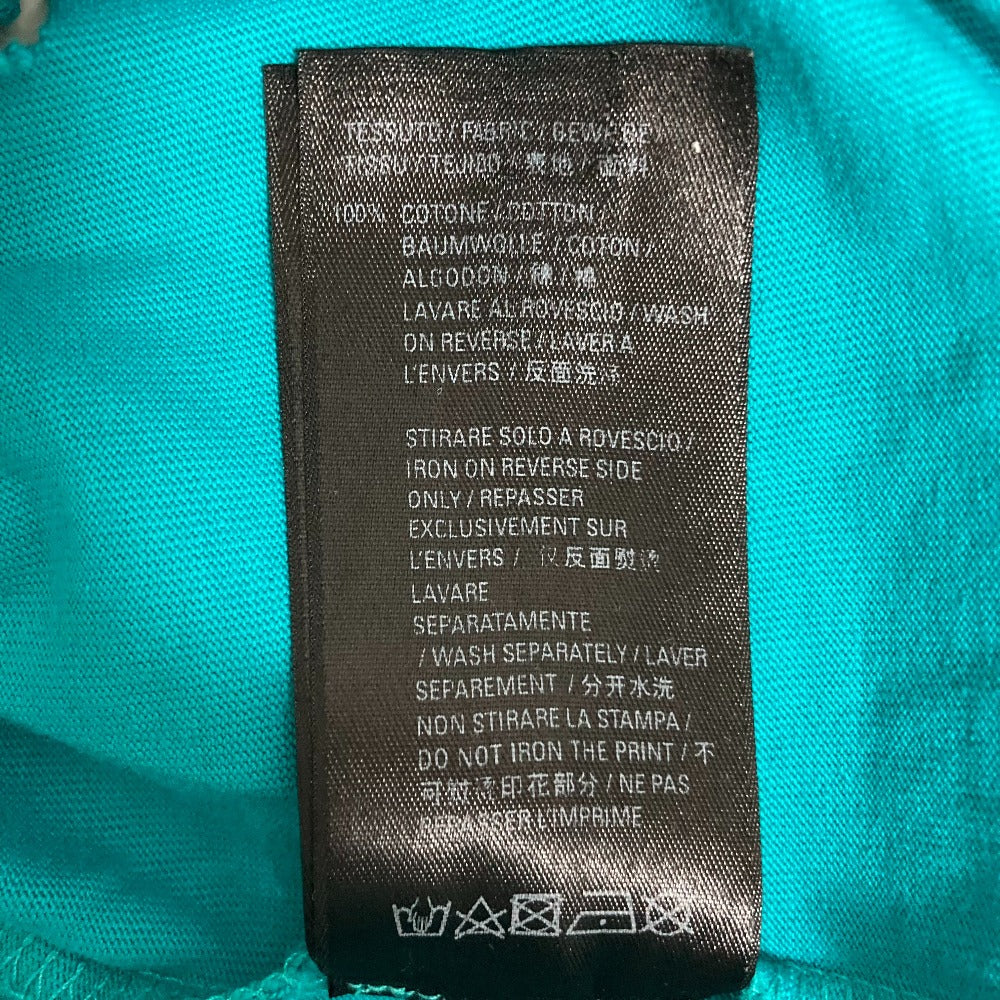 TESSUTO / FABRIC / GEWEBE
TISSU / TEJIDO / 表地 / 面料
100% COTONE / COTTON /
BAUMWOLLE / COTON /
ALGODON / 棉 / 棉
LAVARE AL ROVESCIO / WASH
ON REVERSE / LAVER A
L'ENVERS / 反面洗涤
STIRARE SOLO A ROVESCIO /
IRON ON REVERSE SIDE
ONLY / REPASSER
EXCLUSIVEMENT SUR
L'ENVERS / 仅反面熨烫
LAVARE
SEPARATAMENTE
/ WASH SEPARATELY / LAVER
SEPAREMENT / 分开水洗
NON STIRARE LA STAMPA /
DO NOT IRON THE PRINT / 不
可熨烫印花部分 / NE PAS
REPASSER L'IMPRIME